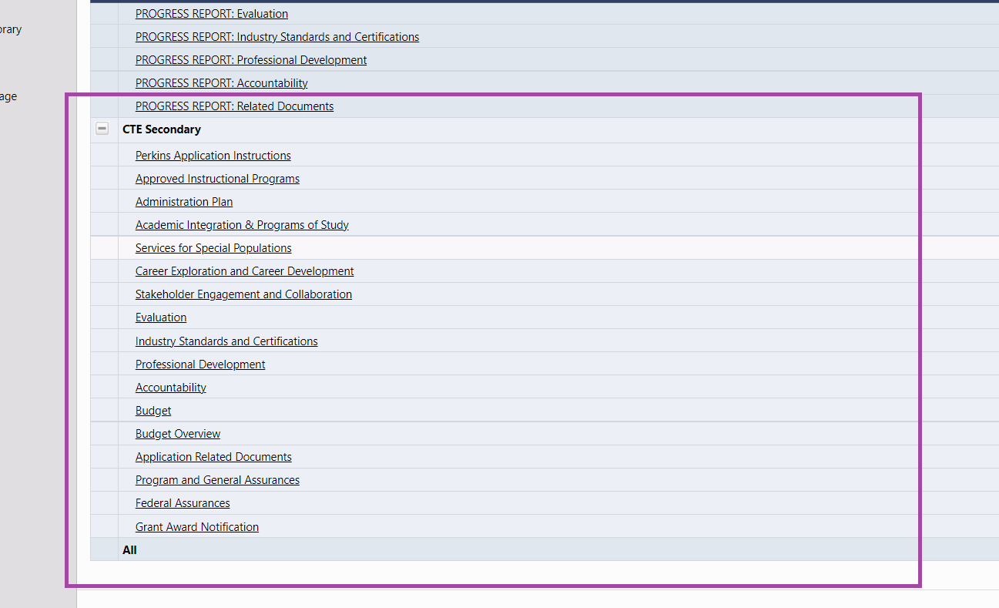 PROGRESS REPORT: Evaluation
PROGRESS REPORT: Industry Standards and Certifications
PROGRESS REPORT: Professional Development
PROGRESS REPORT: Accountability
PROGRESS REPORT: Related Documents
CTE Secondary
Perkins Application Instructions
Approved Instructional Programs
Administration Plan
Academic Integration & Programs of Study
Services for Special Populations
Career Exploration and Career Development
Stakeholder Engagement and Collaboration
Evaluation
Industry Standards and Certifications
Professional Development
Accountability
Budget
Budget Overview
Application Related Documents
Program and General Assurances
Federal Assurances
Grant Award Notification
All